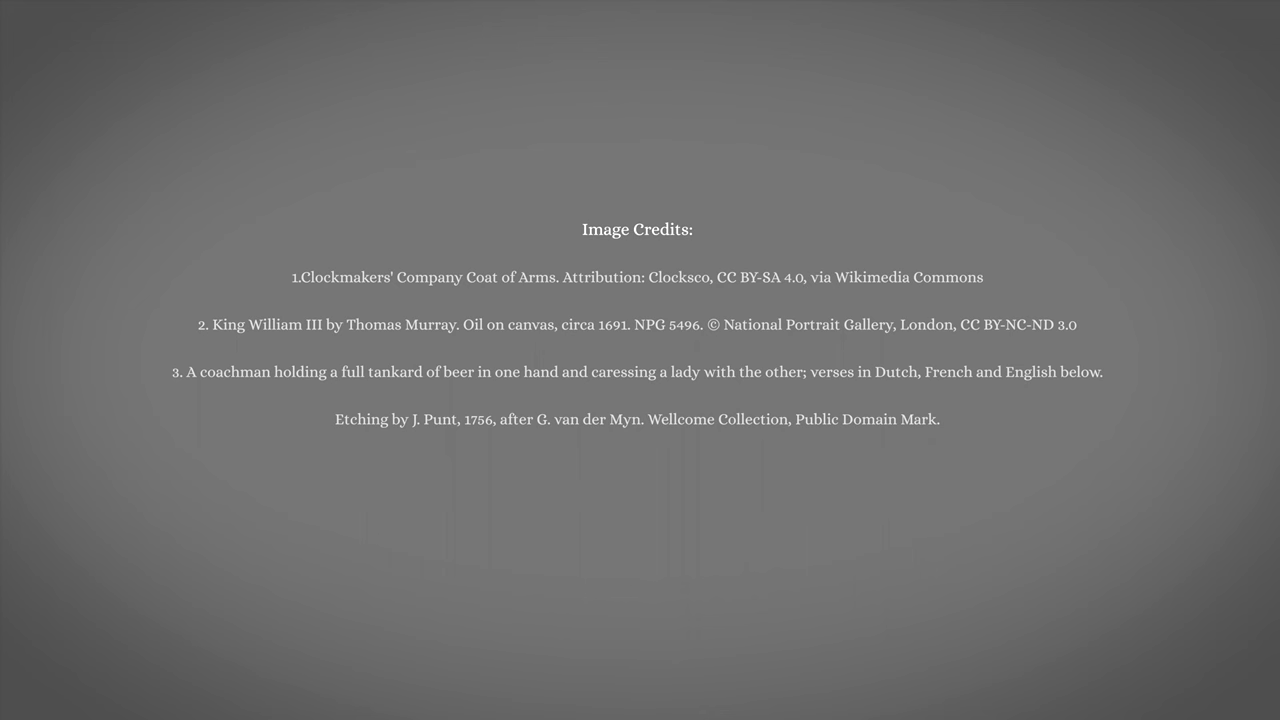 Image Credits:
1.Clockmakers' Company Coat of Arms. Attribution: Clocksco, CC BY-SA 4.0, via Wikimedia Commons
2. King William III by Thomas Murray. Oil on canvas, circa 1691. NPG 5496. © National Portrait Gallery, London, CC BY-NC-ND 3.0
3. A coachman holding a full tankard of beer in one hand and caressing a lady with the other; verses in Dutch, French and English below.
Etching by J. Punt, 1756, after G. van der Myn. Wellcome Collection, Public Domain Mark.